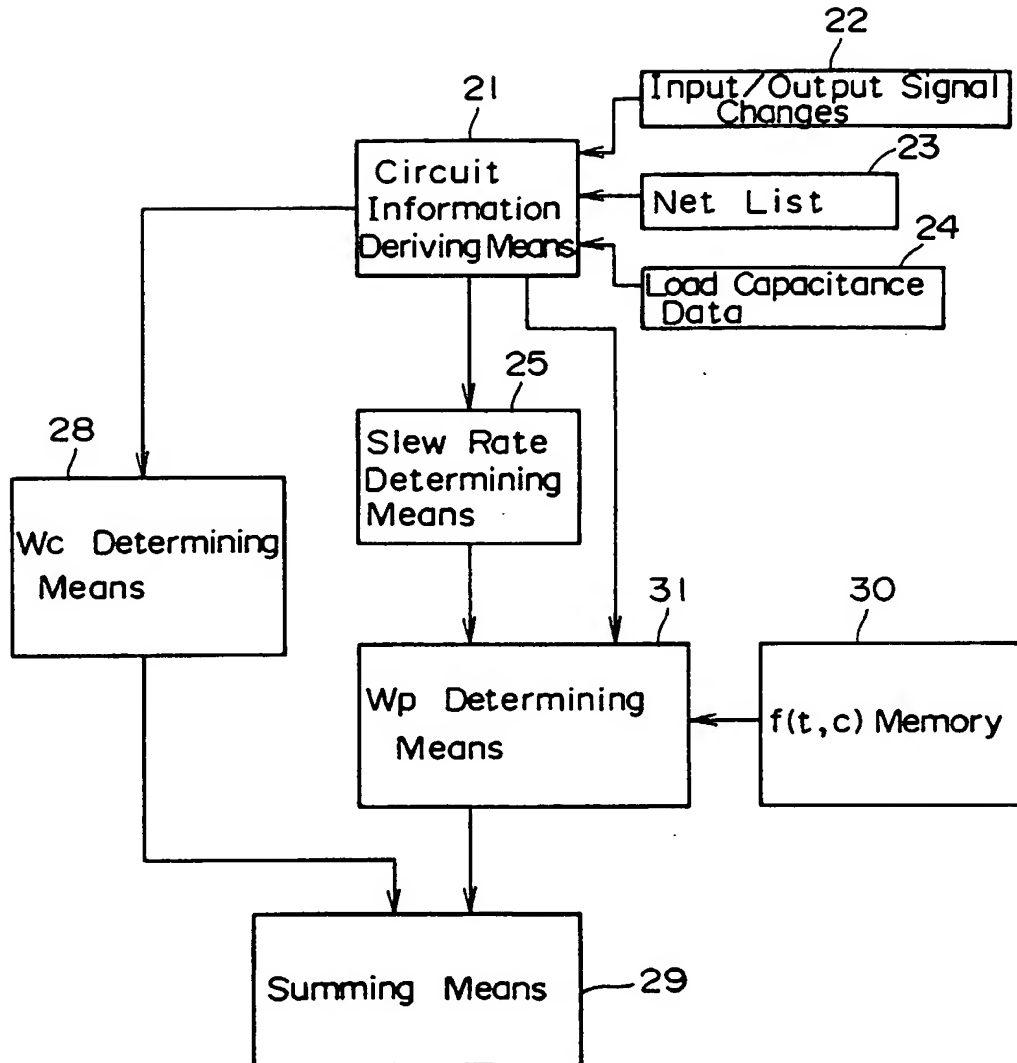 22
Input/Output Signal
Changes
21
Circuit
Information
Deriving Means
23
Net List
24
Load Capacitance
Data
25
Slew Rate
Determining
Means
28
Wc Determining
Means
31
Wp Determining
Means
30
f(t,c) Memory
Summing Means
29